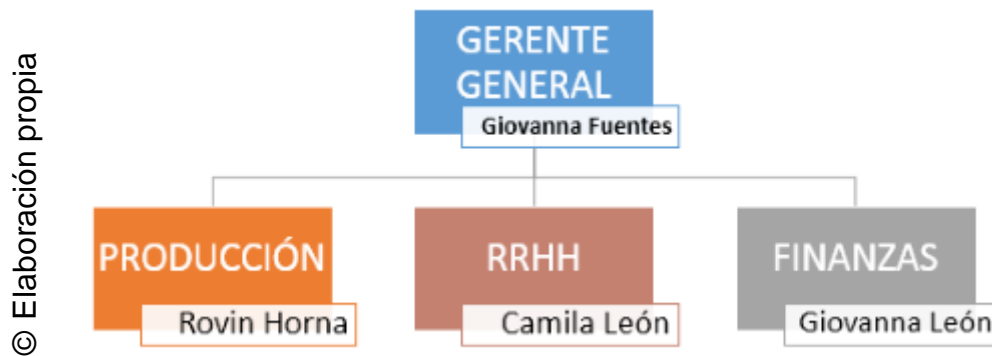 © Elaboración propia
GERENTE
GENERAL
Giovanna Fuentes
PRODUCCIÓN
Rovin Horna
RRHH
Camila León
FINANZAS
Giovanna León